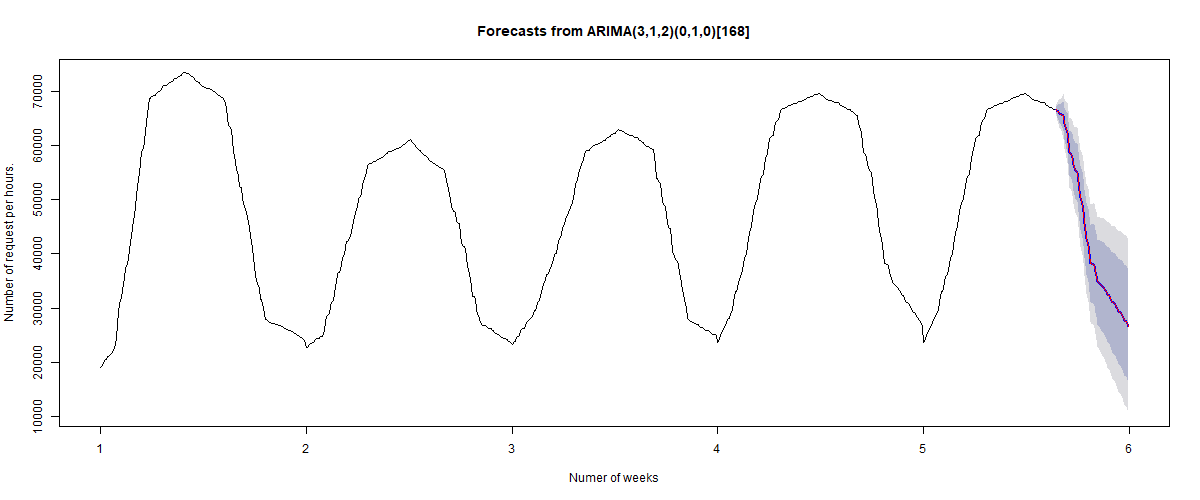 Forecasts from ARIMA(3,1,2)(0,1,0)[168]
Number of request per hours.
70000
60000
50000
40000
30000
20000
10000
1 2 3 4 5 6
Numer of weeks